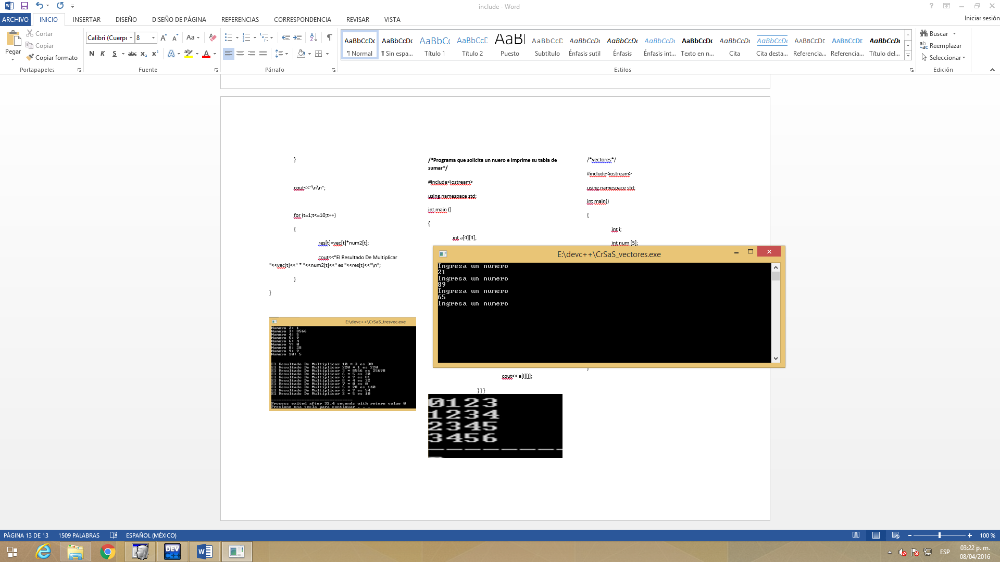 include - Word
ARCHIVO INICIO INSERTAR DISEÑO DISEÑO DE PÁGINA REFERENCIAS CORRESPONDENCIA REVISAR VISTA
Iniciar sesión
Pegar
Cortar
Copiar
Copiar formato
Portapapeles
Calibri (Cuerpo 8
N K S abc x₂ x²
Fuente
Párrafo
AaBbCcDc AaBbCcDc AaBbCc AaBbCcD AaBl AaBbCcD AaBbCcDc AaBbCcDc AaBbCcDc AaBbCcDc AaBbCcDc AaBbCcDc AaBbCcDd AaBbCcDd AaBbCcDc
¶ Normal ¶ Sin espa... Título 1 Título 2 Puesto Subtítulo Énfasis sutil Énfasis Énfasis int... Texto en n... Cita Cita desta... Referencia... Referencia... Título del...
Estilos
Buscar
Reemplazar
Seleccionar
Edición
}
cout<<"\n\n";
for (t=1;t<=10;t++)
{
res[t]=vec[t]*num2[t];
cout<<"El Resultado De Multiplicar
"<<vec[t]<<" * "<<num2[t]<<" es "<<res[t]<<"\n";
}
}
E:\devc++\CrSaS_tresvec.exe
Numero 2: 1
Numero 3: 8566
Numero 4: 5
Numero 5: 9
Numero 6: 4
Numero 7: 0
Numero 8: 28
Numero 9: 9
Numero 10: 5
El Resultado De Multiplicar 10 * 3 es 30
El Resultado De Multiplicar 220 * 1 es 220
El Resultado De Multiplicar 3 * 8566 es 25698
El Resultado De Multiplicar 6 * 5 es 30
El Resultado De Multiplicar 9 * 9 es 81
El Resultado De Multiplicar 8 * 4 es 32
El Resultado De Multiplicar 7 * 0 es 0
El Resultado De Multiplicar 5 * 28 es 140
El Resultado De Multiplicar 6 * 9 es 54
El Resultado De Multiplicar 2 * 5 es 10
Process exited after 32.4 seconds with return value 0
Presione una tecla para continuar . . .
/*Programa que solicita un nuero e imprime su tabla de
sumar*/
#include<iostream>
using namespace std;
int main ()
{
int a[4][4];
cout<< a[i][j];
} } }
0123
1234
2345
3456
/*vectores*/
#include<iostream>
using namespace std;
int main()
{
int i;
int num [5];
}
E:\devc++\CrSaS_vectores.exe
Ingresa un numero
21
Ingresa un numero
89
Ingresa un numero
65
Ingresa un numero
PÁGINA 13 DE 13 1509 PALABRAS ESPAÑOL (MÉXICO)
100 %
DEV C++
ESP
03:22 p. m.
08/04/2016